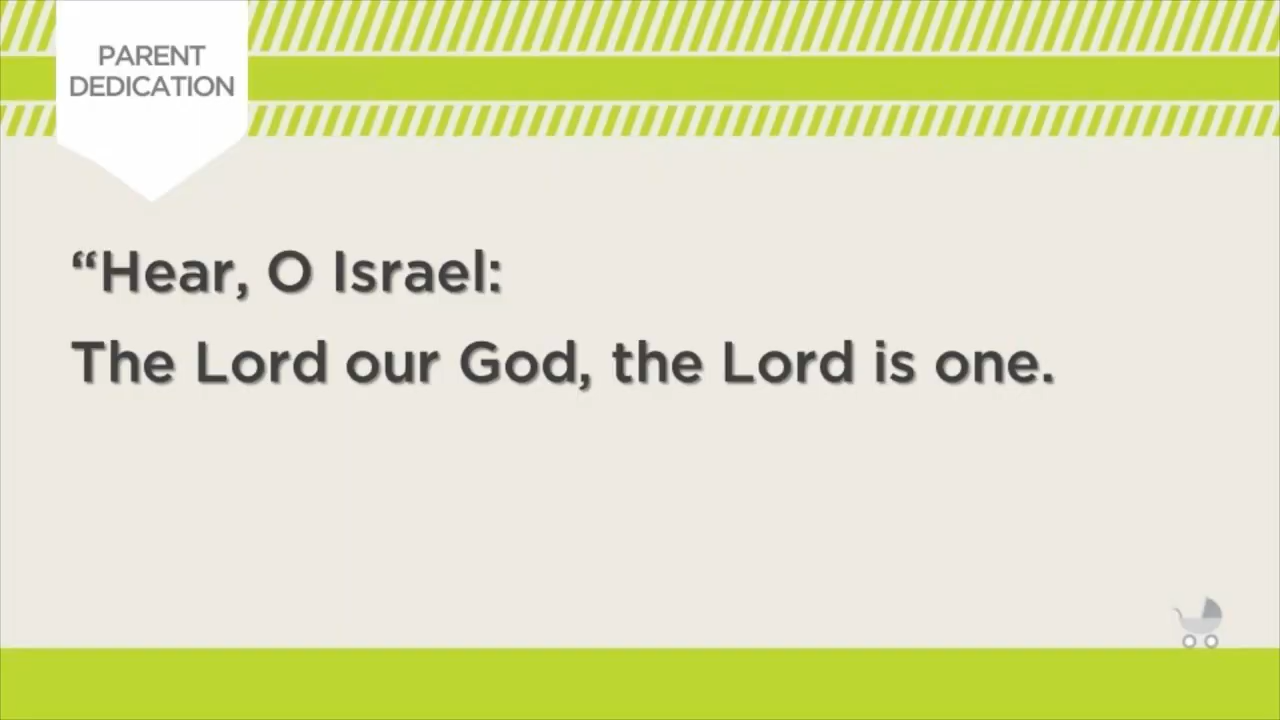 PARENT
DEDICATION
“Hear, O Israel:
The Lord our God, the Lord is one.